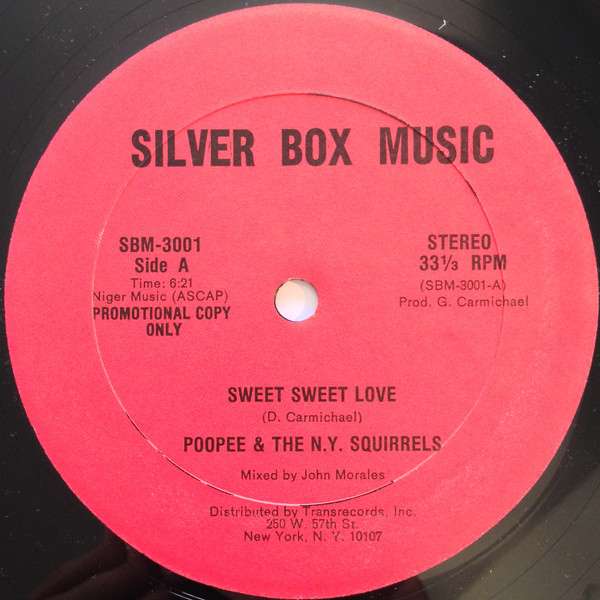 SILVER BOX MUSIC
SBM-3001
Side A
Time: 6:21
Niger Music (ASCAP)
PROMOTIONAL COPY
ONLY
STEREO
33⅓ RPM
(SBM-3001-A)
Prod. G. Carmichael
SWEET SWEET LOVE
(D. Carmichael)
POOPEE & THE N.Y. SQUIRRELS
Mixed by John Morales
Distributed by Transrecords, Inc.
250 W. 57th St.
New York, N. Y. 10107